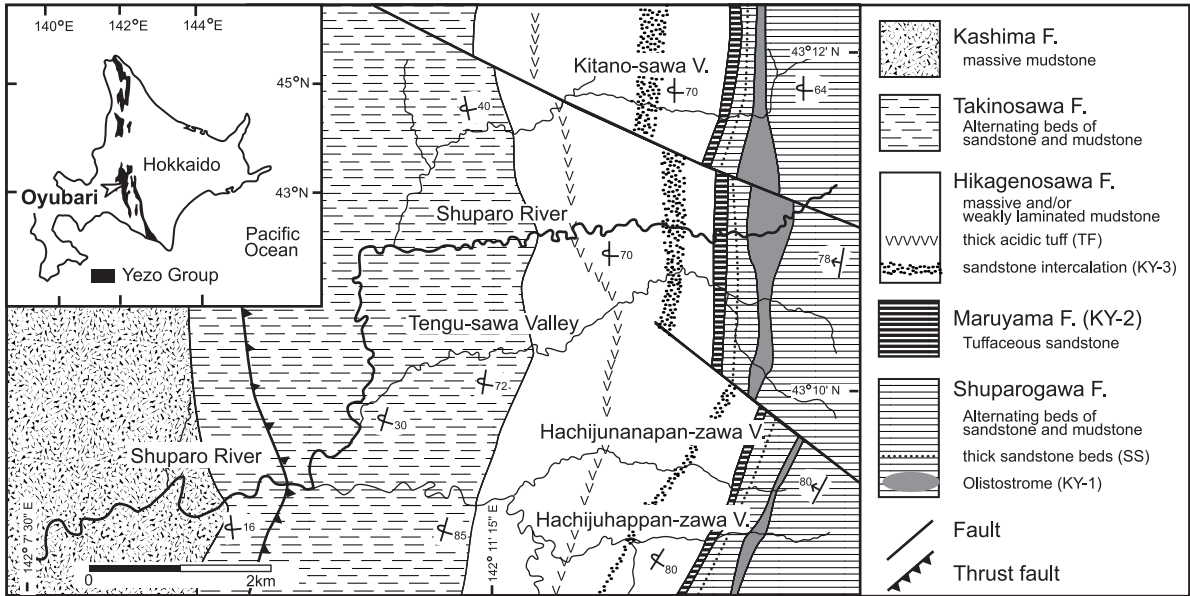 140°E 142°E 144°E
45°N
43°N
Hokkaido
Oyubari
Pacific
Ocean
Yezo Group
140°E 142°E 144°E
43°12' N
Kitano-sawa V.
70
64
40
Shuparo River
70
78
Tengu-sawa Valley
43°10' N
72
30
Hachijunanapan-zawa V.
Shuparo River
80
16
85
Hachijuhappan-zawa V.
80
142° 7' 30" E
142° 11' 15" E
0 2km
Kashima F.
massive mudstone
Takinosawa F.
Alternating beds of
sandstone and mudstone
Hikagenosawa F.
massive and/or
weakly laminated mudstone
thick acidic tuff (TF)
sandstone intercalation (KY-3)
Maruyama F. (KY-2)
Tuffaceous sandstone
Shuparogawa F.
Alternating beds of
sandstone and mudstone
thick sandstone beds (SS)
Olistostrome (KY-1)
Fault
Thrust fault